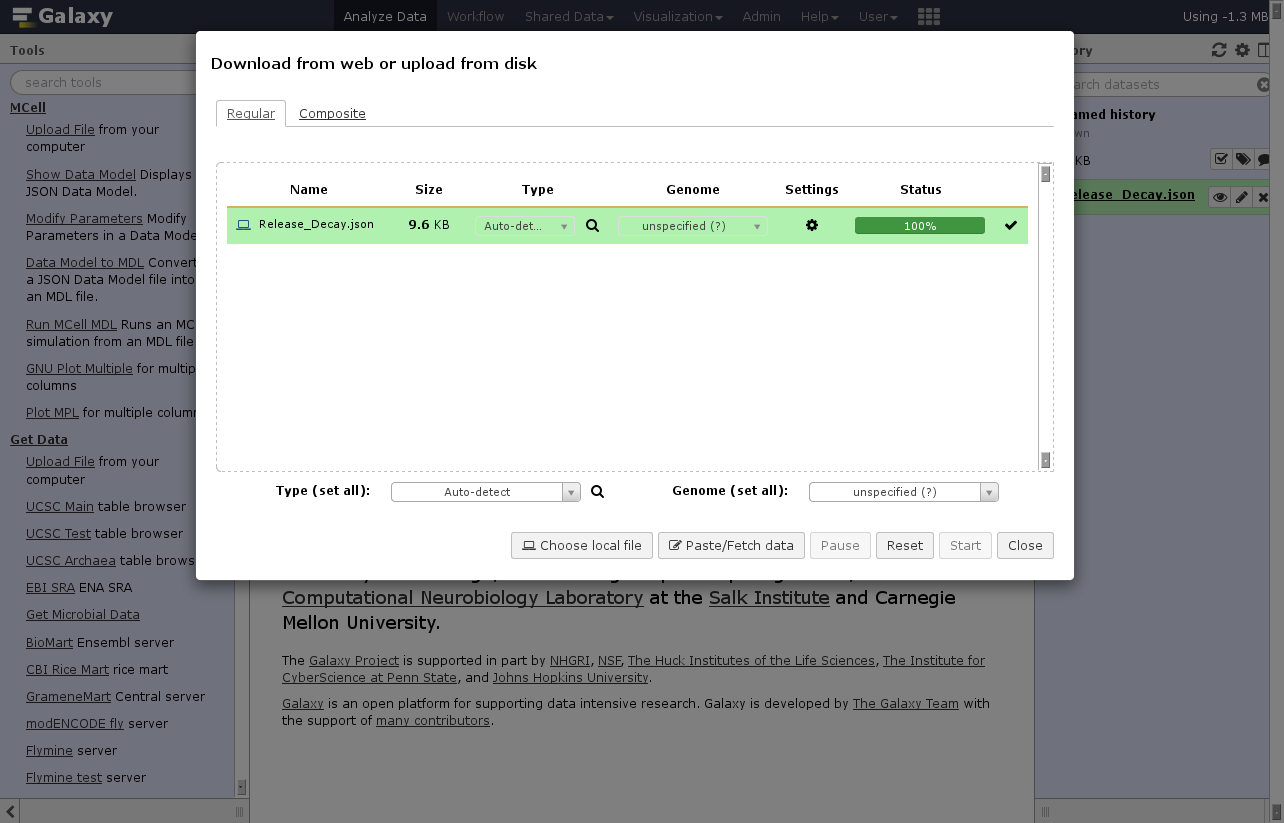 Galaxy
Analyze Data Workflow Shared Data Visualization Admin Help User Using -1.3 MB
Tools
search tools
MCell
Upload File from your
computer
Show Data Model Displays
JSON Data Model.
Modify Parameters Modify
Parameters in a Data Mode
Data Model to MDL Convert
a JSON Data Model file into
an MDL file.
Run MCell MDL Runs an MC
simulation from an MDL file
GNU Plot Multiple for multip
columns
Plot MPL for multiple colum
Get Data
Upload File from your
computer
UCSC Main table browser
UCSC Test table browser
UCSC Archaea table brows
EBI SRA ENA SRA
Get Microbial Data
BioMart Ensembl server
CBI Rice Mart rice mart
GrameneMart Central server
modENCODE fly server
Flymine server
Flymine test server
Download from web or upload from disk
Regular Composite
Name Size Type Genome Settings Status
Release_Decay.json 9.6 KB Auto-det... unspecified (?) 100%
Type (set all): Auto-detect Genome (set all): unspecified (?)
Choose local file Paste/Fetch data Pause Reset Start Close
Computational Neurobiology Laboratory at the Salk Institute and Carnegie
Mellon University.
The Galaxy Project is supported in part by NHGRI, NSF, The Huck Institutes of the Life Sciences, The Institute for
CyberScience at Penn State, and Johns Hopkins University.
Galaxy is an open platform for supporting data intensive research. Galaxy is developed by The Galaxy Team with
the support of many contributors.
ory
arch datasets
amed history
wn
KB
elease_Decay.json